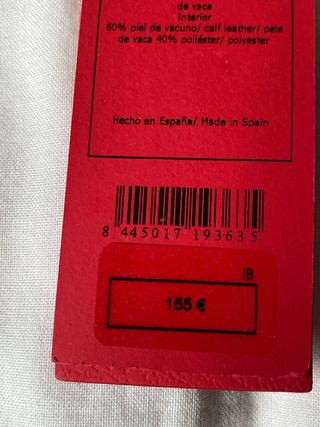 de vaca
Interior
60% piel de vacuno/ calf leather/ pele
de vaca 40% poliéster/ polyester
Hecho en España/ Made in Spain
8 445017 193635
IB
155 €